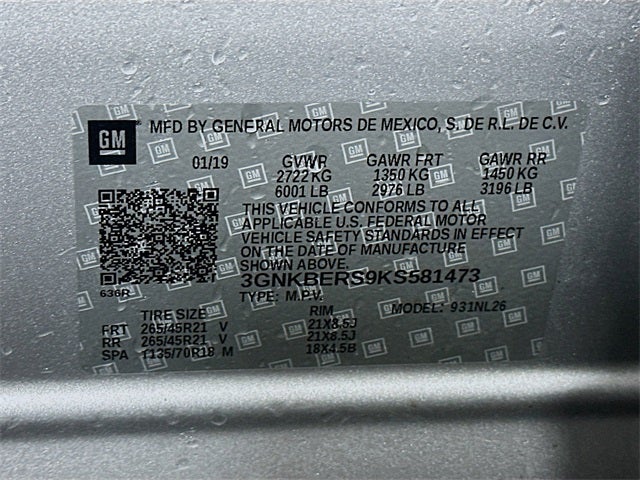 GM MFD BY GENERAL MOTORS DE MEXICO, S. DE R.L. DE C.V.
01/19 GVWR GAWR FRT GAWR RR
2722 KG 1350 KG 1450 KG
6001 LB 2976 LB 3196 LB
THIS VEHICLE CONFORMS TO ALL
APPLICABLE U.S. FEDERAL MOTOR
VEHICLE SAFETY STANDARDS IN EFFECT
ON THE DATE OF MANUFACTURE
SHOWN ABOVE.
3GNKBERS9KS581473
636R TYPE: M.P.V. MODEL: 931NL26
TIRE SIZE RIM
FRT 265/45R21 V 21X8.5J
RR 265/45R21 V 21X8.5J
SPA T135/70R18 M 18X4.5B